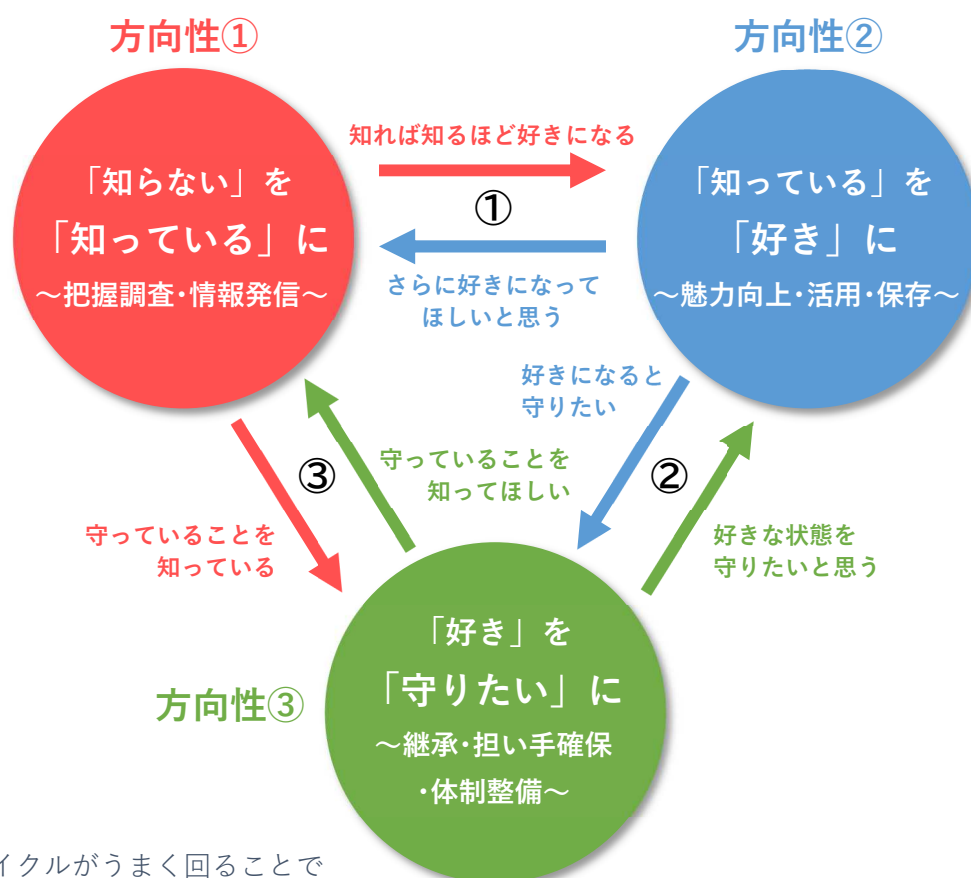 方向性①
方向性②
知れば知るほど好きになる
「知らない」を
「知っている」に
～把握調査･情報発信～
①
「知っている」を
「好き」に
～魅力向上･活用･保存～
さらに好きになって
ほしいと思う
好きになると
守りたい
③
守っていることを
知ってほしい
②
守っていることを
知っている
好きな状態を
守りたいと思う
方向性③
「好き」を
「守りたい」に
～継承･担い手確保
･体制整備～
イクルがうまく回ることで